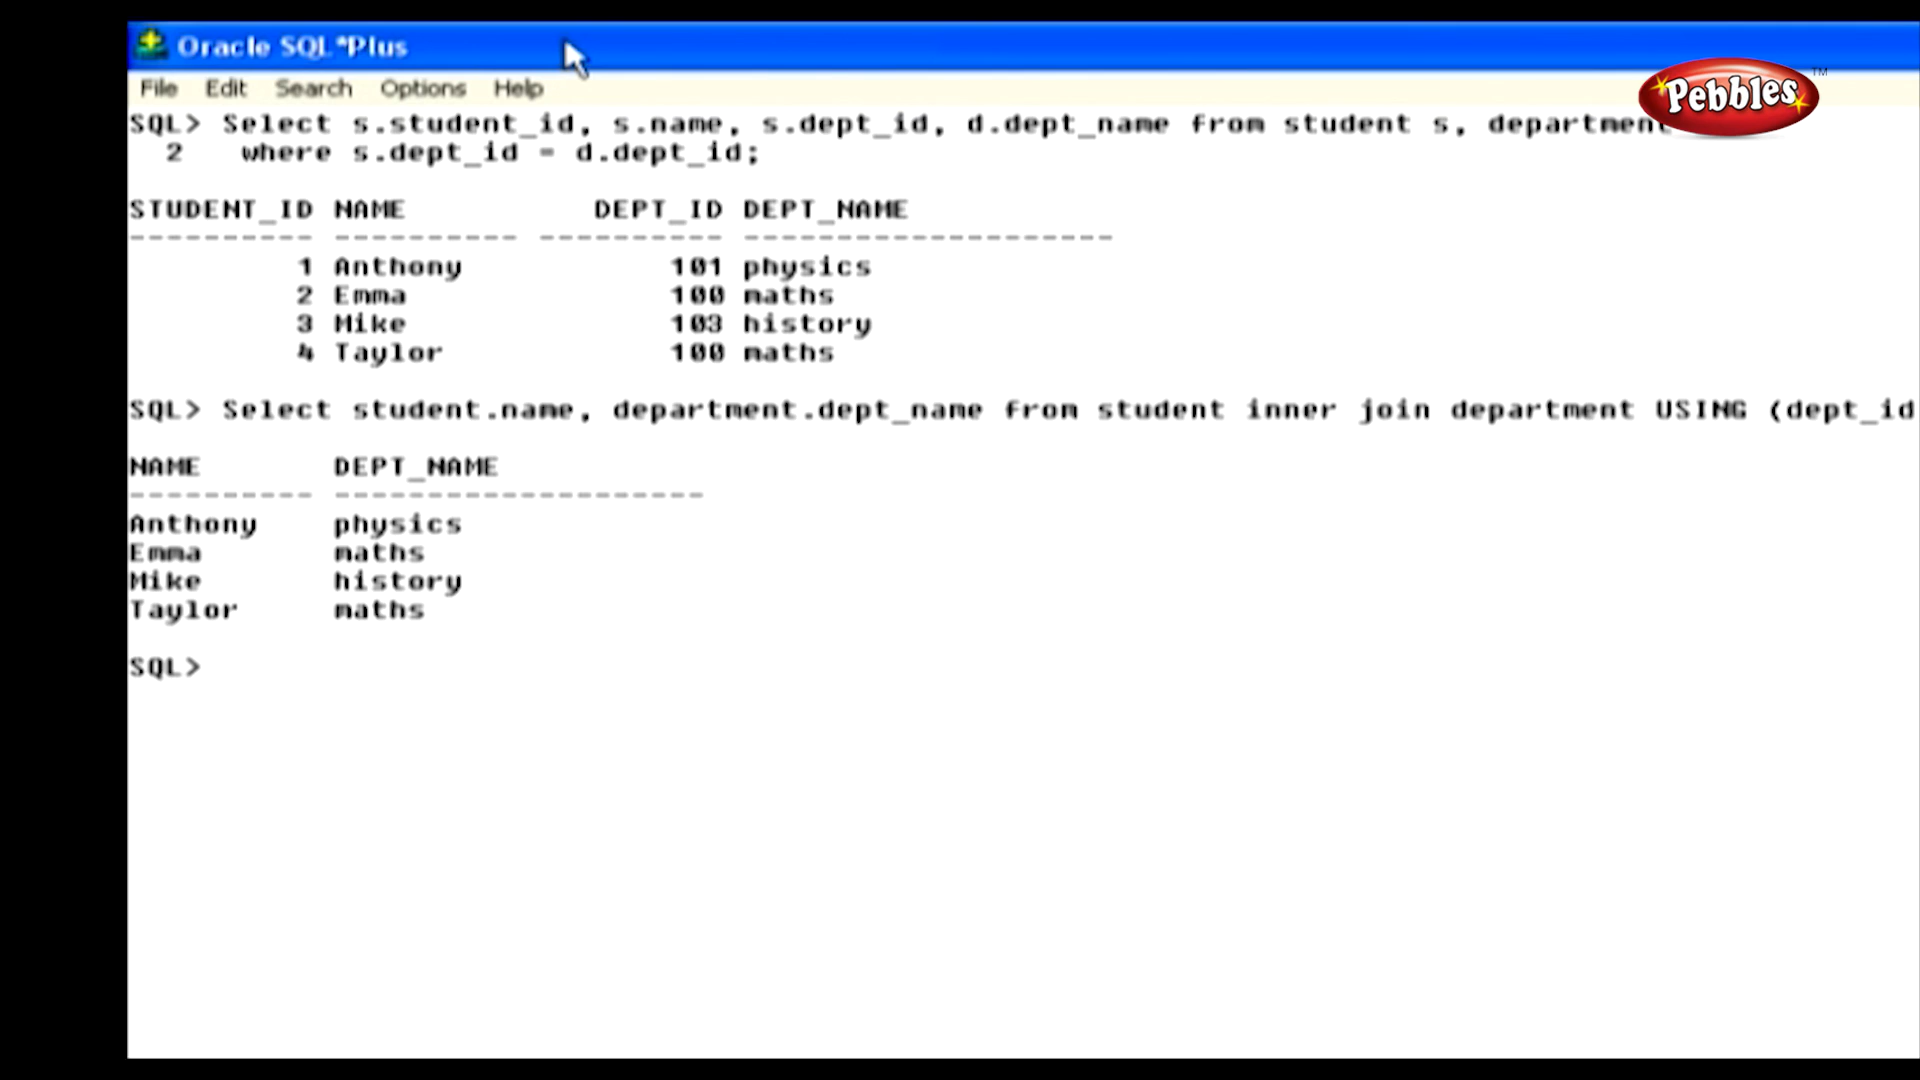 Oracle SQL*Plus
Pebbles™
File Edit Search Options Help
SQL> Select s.student_id, s.name, s.dept_id, d.dept_name from student s, department
2 where s.dept_id = d.dept_id;
STUDENT_ID NAME DEPT_ID DEPT_NAME
---------- ---------- ---------- --------------------
1 Anthony 101 physics
2 Emma 100 maths
3 Mike 103 history
4 Taylor 100 maths
SQL> Select student.name, department.dept_name from student inner join department USING (dept_id
NAME DEPT_NAME
---------- --------------------
Anthony physics
Emma maths
Mike history
Taylor maths
SQL>